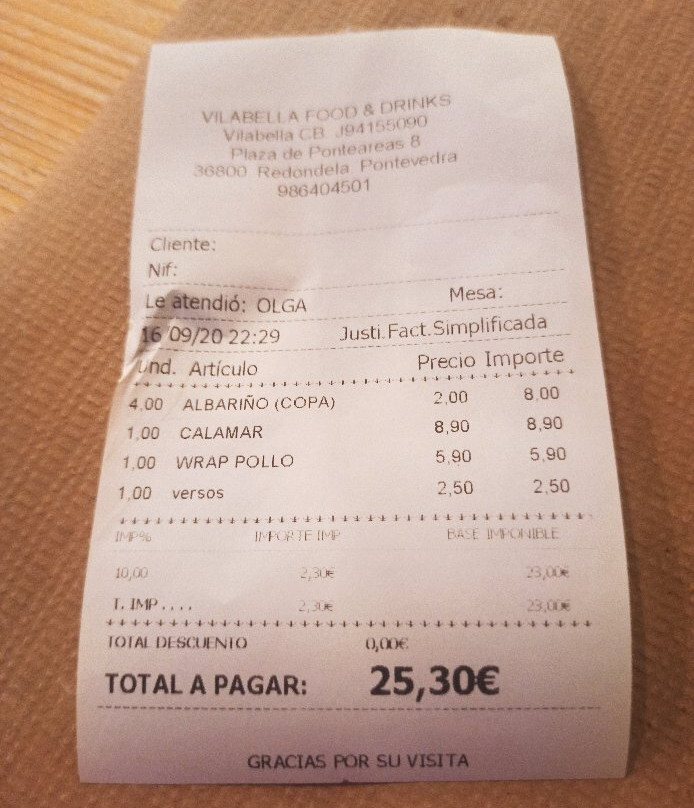 VILABELLA FOOD & DRINKS
Vilabella CB J94155090
Plaza de Ponteareas 8
36800 Redondela Pontevedra
986404501
Cliente:
Nif:
Le atendió: OLGA Mesa:
16/09/20 22:29 Justi.Fact.Simplificada
Und. Artículo Precio Importe
4,00 ALBARIÑO (COPA) 2,00 8,00
1,00 CALAMAR 8,90 8,90
1,00 WRAP POLLO 5,90 5,90
1,00 versos 2,50 2,50
IMP% IMPORTE IMP BASE IMPONIBLE
10,00 2,30€ 23,00€
T. IMP.... 2,30€ 23,00€
TOTAL DESCUENTO 0,00€
TOTAL A PAGAR: 25,30€
GRACIAS POR SU VISITA